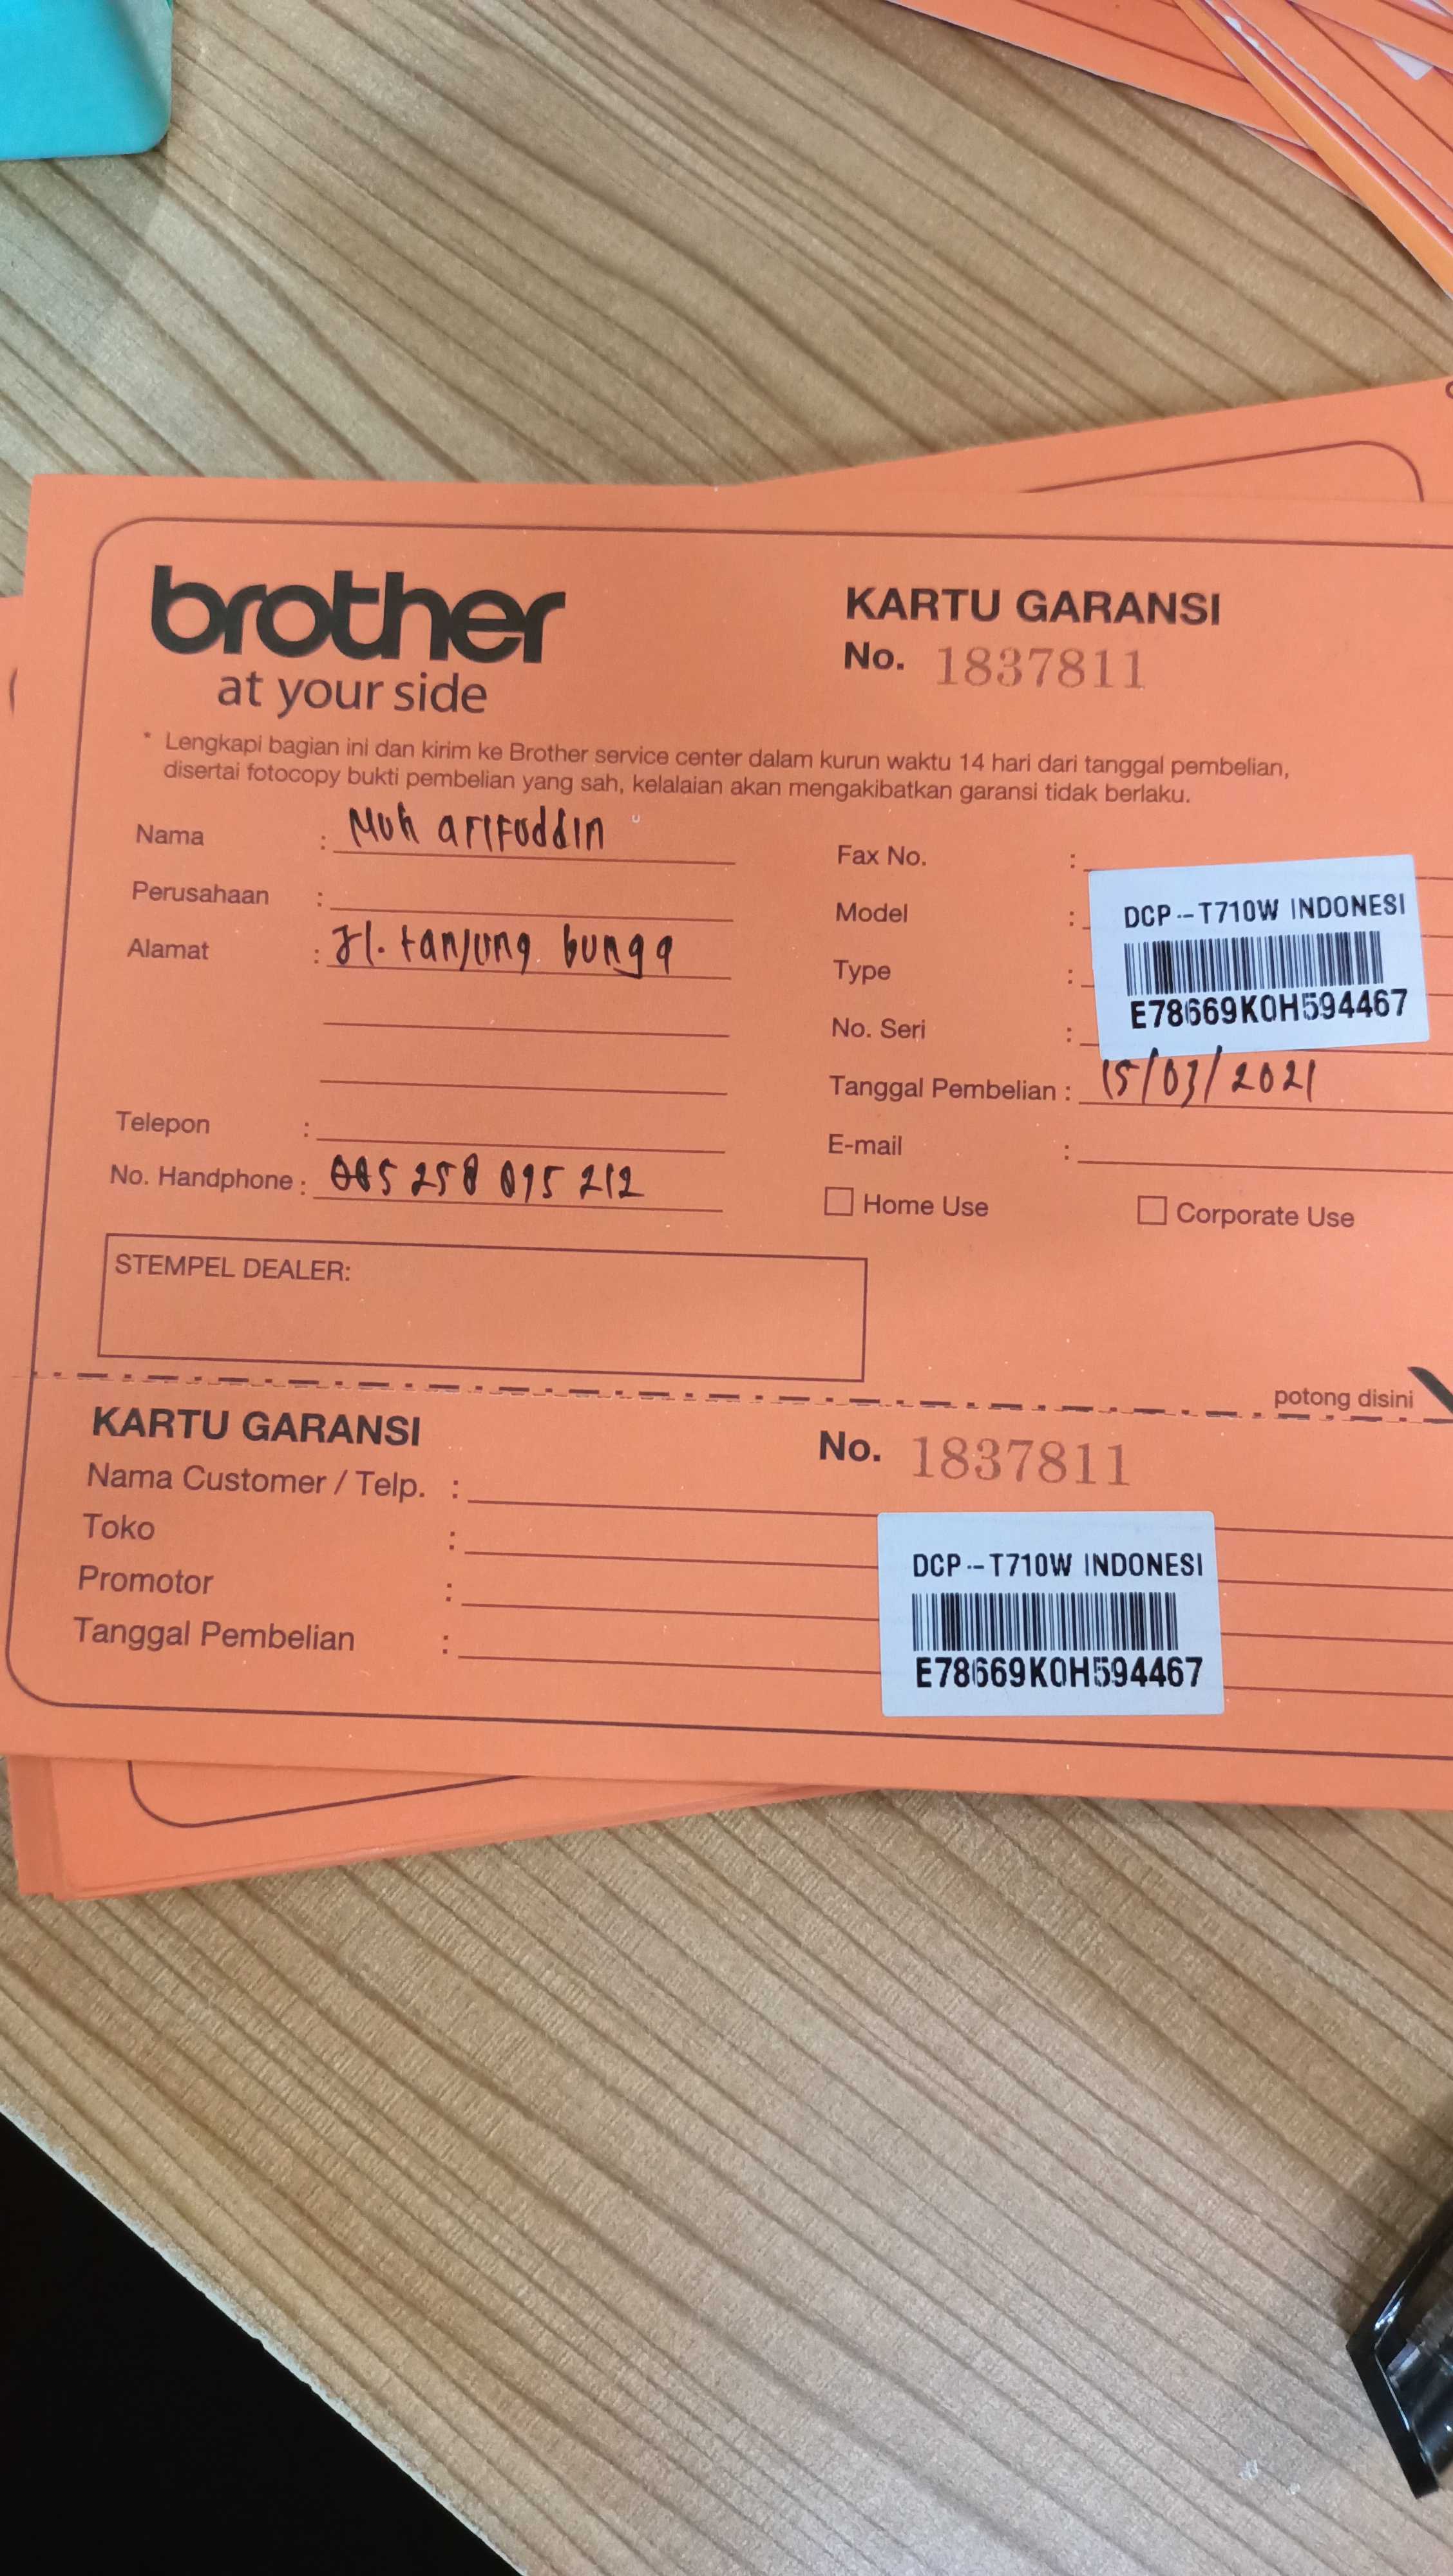 brother
at your side
KARTU GARANSI
No. 1837811
* Lengkapi bagian ini dan kirim ke Brother service center dalam kurun waktu 14 hari dari tanggal pembelian,
disertai fotocopy bukti pembelian yang sah, kelalaian akan mengakibatkan garansi tidak berlaku.
Nama : Muh arifuddin
Perusahaan :
Alamat : Jl. tanjung bunga
Telepon :
No. Handphone : 085 258 095 212
Fax No. :
Model :
Type :
No. Seri :
DCP-T710W INDONESI
E78669K0H594467
Tanggal Pembelian : 15/03/2021
E-mail :
Home Use
Corporate Use
STEMPEL DEALER:
potong disini
KARTU GARANSI
No. 1837811
Nama Customer / Telp. :
Toko :
Promotor :
Tanggal Pembelian :
DCP-T710W INDONESI
E78669K0H594467